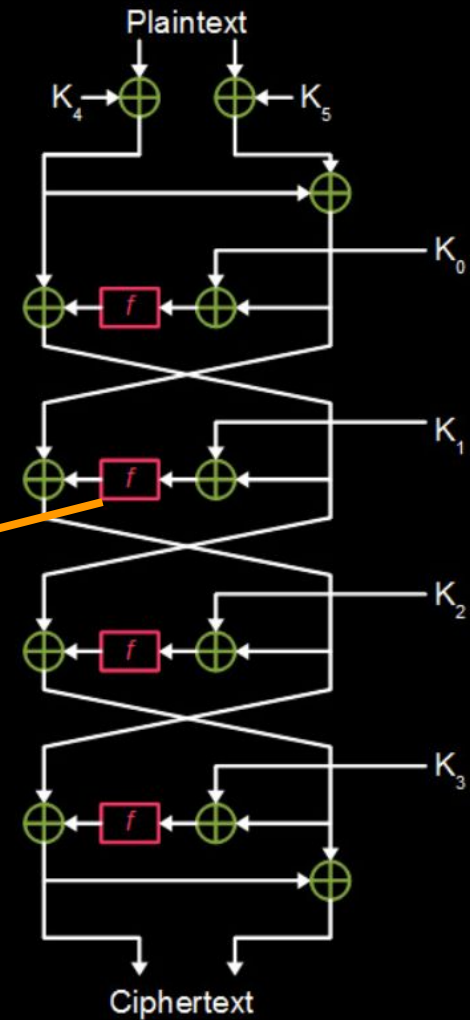 Plaintext
K₄ K₅
K₀
f
K₁
f
K₂
f
K₃
f
Ciphertext